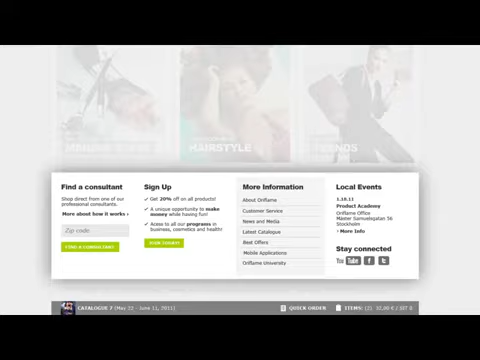 HAIRSTYLE
Find a consultant
Shop direct from one of our
professional consultants.
More about how it works ›
Zip code
FIND A CONSULTANT
Sign Up
✓ Get 20% off on all products!
✓ A unique opportunity to make
money while having fun!
✓ Acess to all our programs in
business, cosmetics and health!
JOIN TODAY!
More Information
About Oriflame
Customer Service
News and Media
Latest Catalogue
Best Offers
Mobile Applications
Oriflame University
Local Events
1.10.11
Product Academy
Oriflame Office
Mäster Samuelsgatan 56
Stockholm
› More Info
Stay connected
You Tube
CATALOGUE 7 (May 23 - June 11, 2011)
QUICK ORDER
ITEMS: (2)